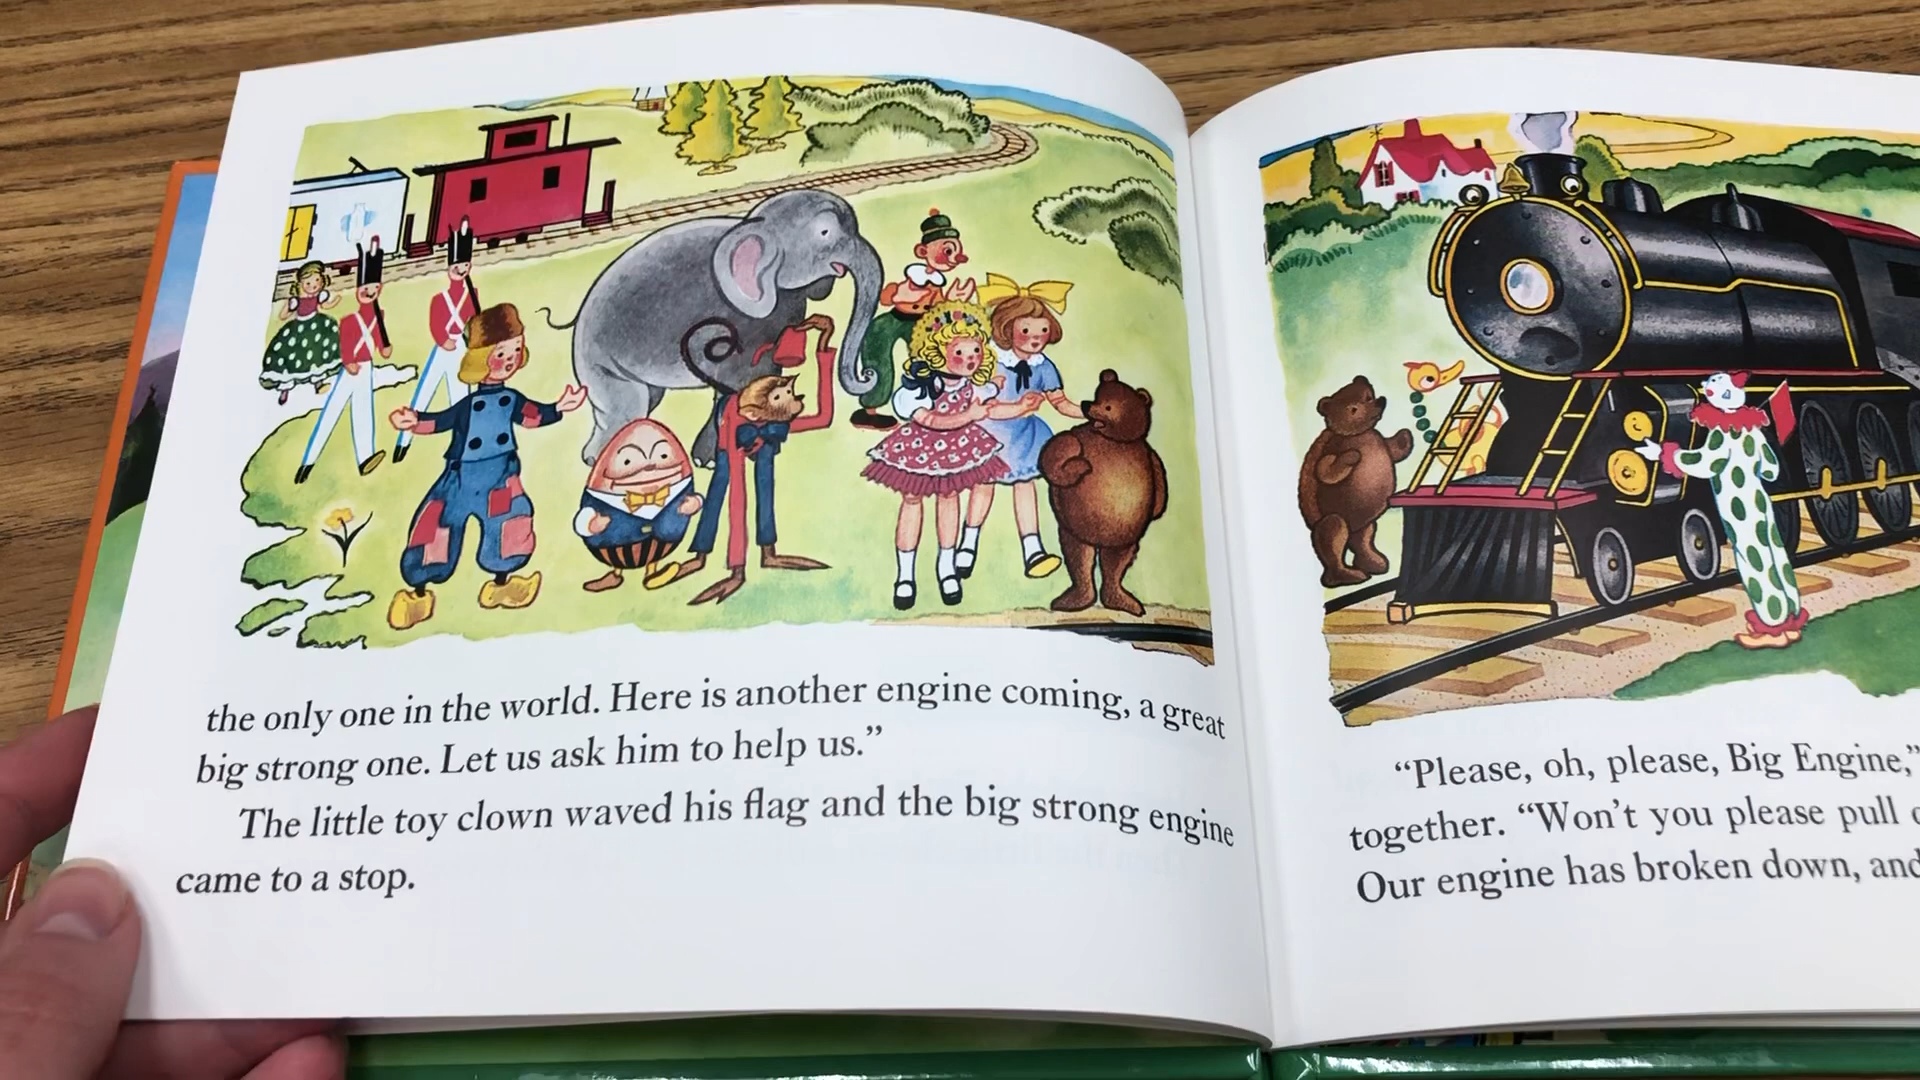 the only one in the world. Here is another engine coming, a great
big strong one. Let us ask him to help us.”
The little toy clown waved his flag and the big strong engine
came to a stop.
“Please, oh, please, Big Engine,”
together. “Won’t you please pull
Our engine has broken down, and